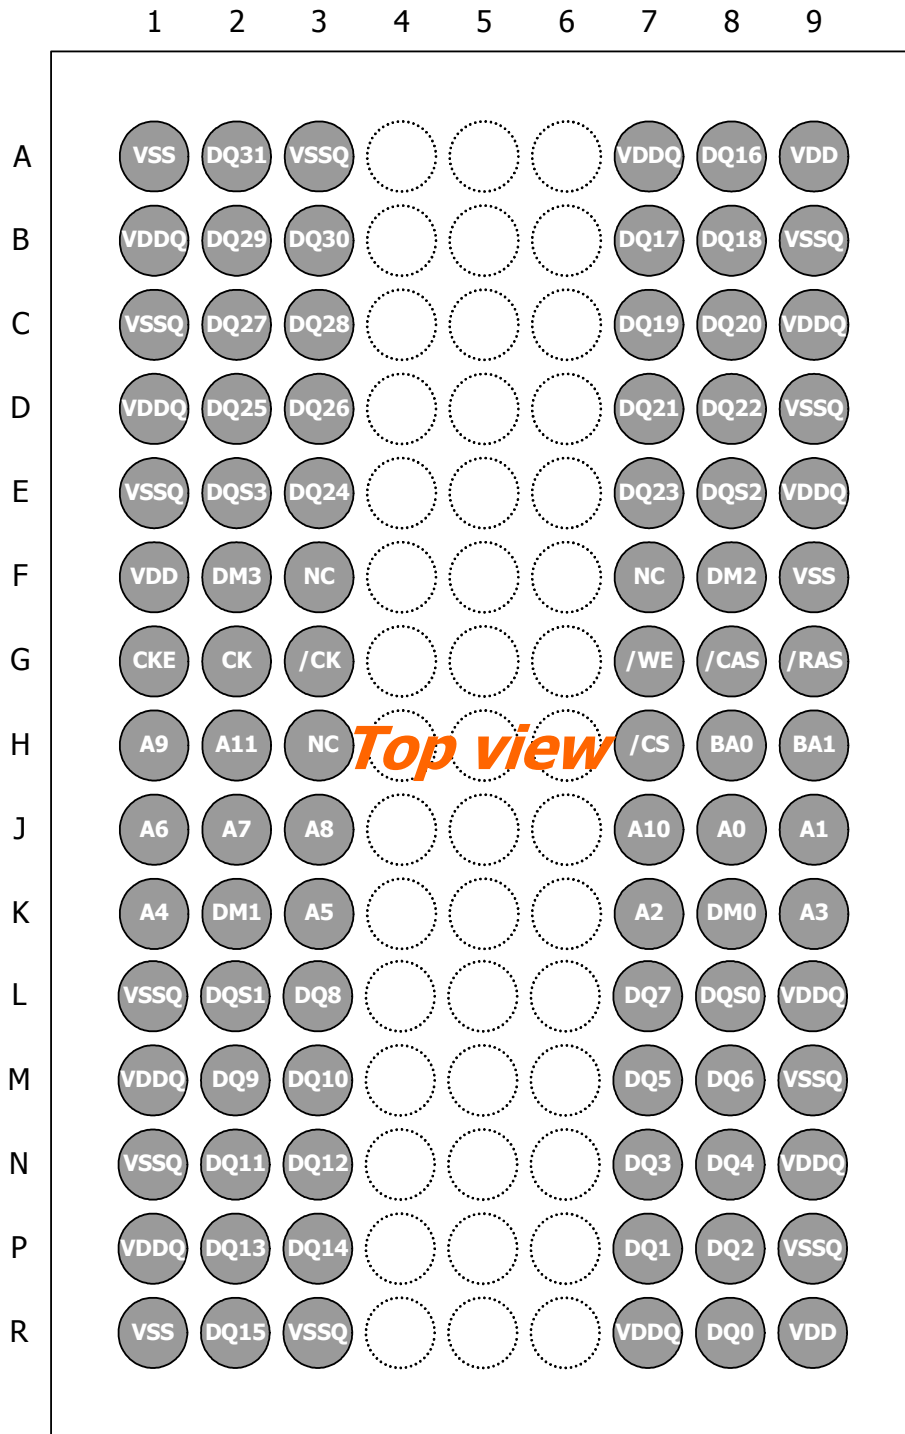 1 2 3 4 5 6 7 8 9
A VSS DQ31 VSSQ VDDQ DQ16 VDD
B VDDQ DQ29 DQ30 DQ17 DQ18 VSSQ
C VSSQ DQ27 DQ28 DQ19 DQ20 VDDQ
D VDDQ DQ25 DQ26 DQ21 DQ22 VSSQ
E VSSQ DQS3 DQ24 DQ23 DQS2 VDDQ
F VDD DM3 NC NC DM2 VSS
G CKE CK /CK /WE /CAS /RAS
H A9 A11 NC Top view /CS BA0 BA1
J A6 A7 A8 A10 A0 A1
K A4 DM1 A5 A2 DM0 A3
L VSSQ DQS1 DQ8 DQ7 DQS0 VDDQ
M VDDQ DQ9 DQ10 DQ5 DQ6 VSSQ
N VSSQ DQ11 DQ12 DQ3 DQ4 VDDQ
P VDDQ DQ13 DQ14 DQ1 DQ2 VSSQ
R VSS DQ15 VSSQ VDDQ DQ0 VDD